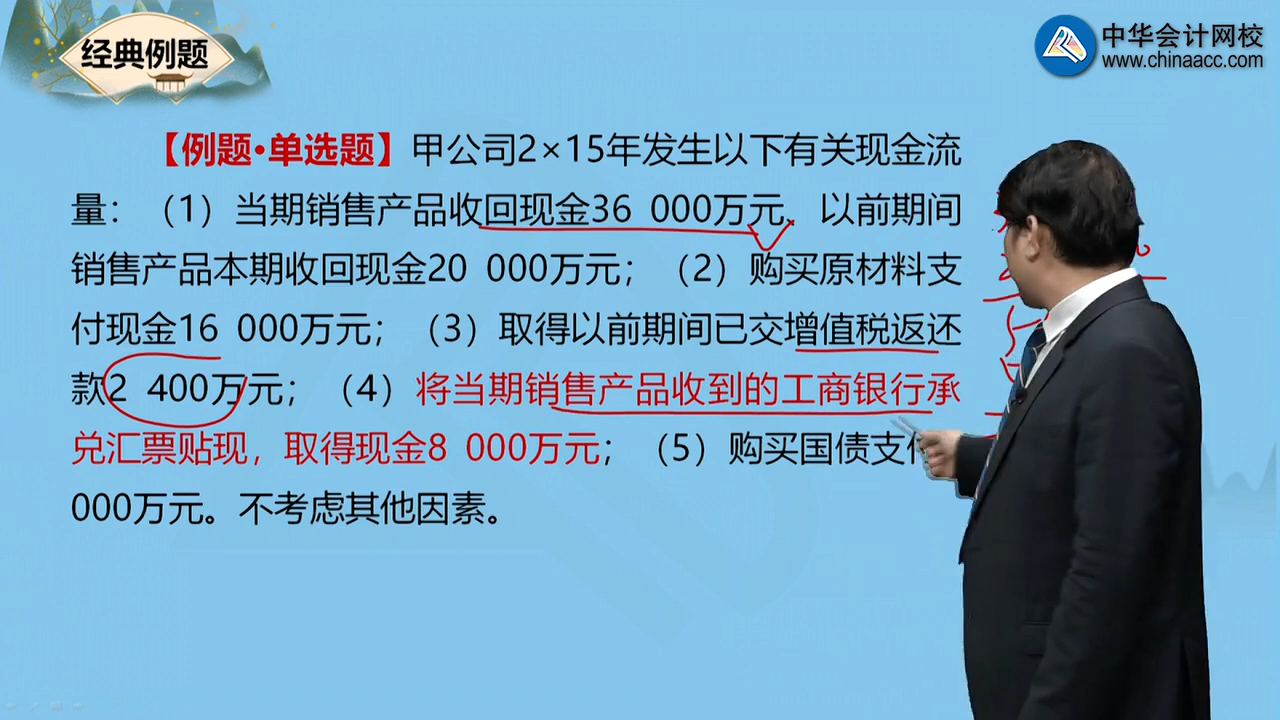 经典例题
中华会计网校
www.chinaacc.com
【例题•单选题】甲公司2×15年发生以下有关现金流
量：（1）当期销售产品收回现金36 000万元、以前期间
销售产品本期收回现金20 000万元；（2）购买原材料支
付现金16 000万元；（3）取得以前期间已交增值税返还
款2 400万元；（4）将当期销售产品收到的工商银行承
兑汇票贴现，取得现金8 000万元；（5）购买国债支付
000万元。不考虑其他因素。